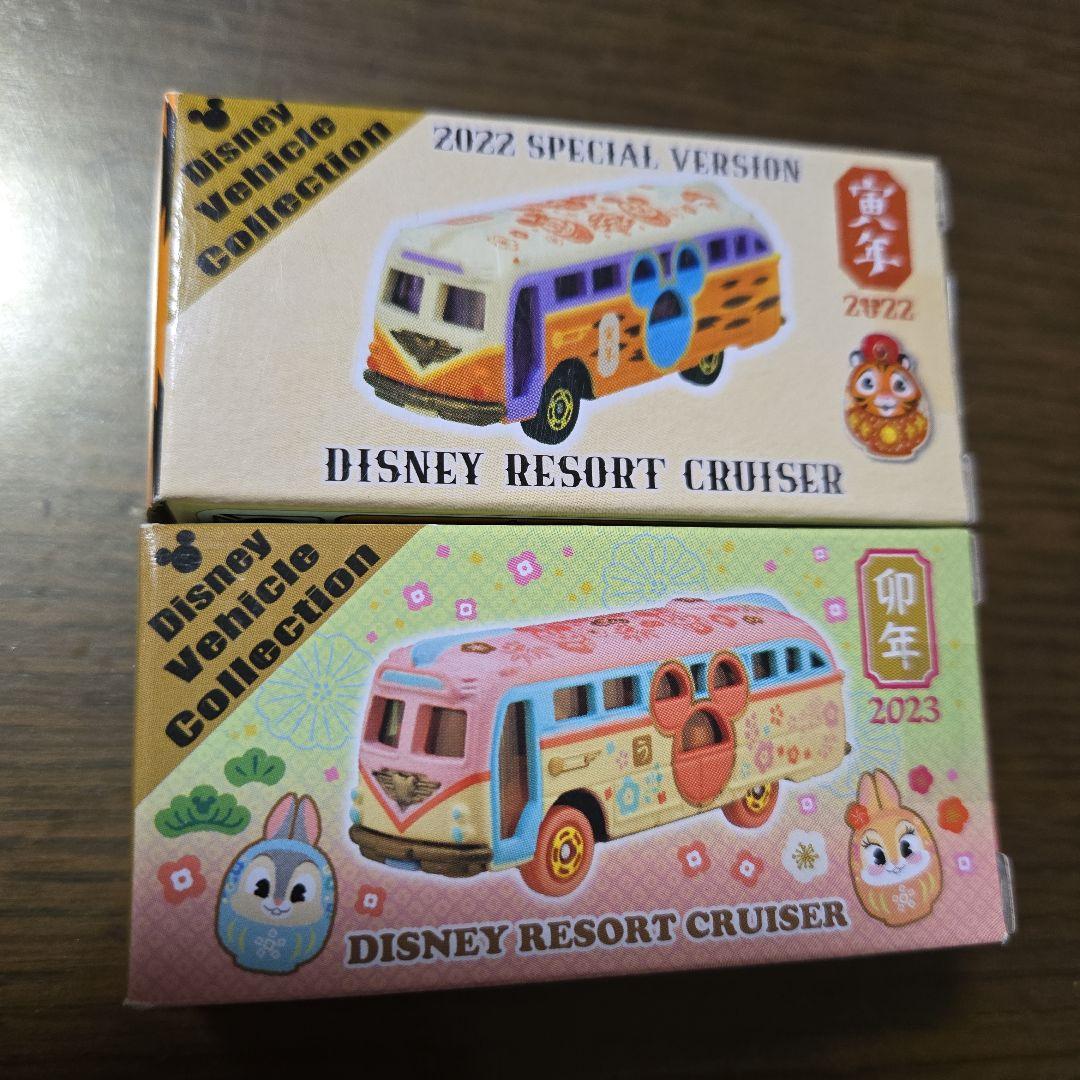 Disney
Vehicle
Collection
2022 SPECIAL VERSION
寅年
2022
DISNEY RESORT CRUISER
Disney
Vehicle
Collection
卯年
2023
う
DISNEY RESORT CRUISER